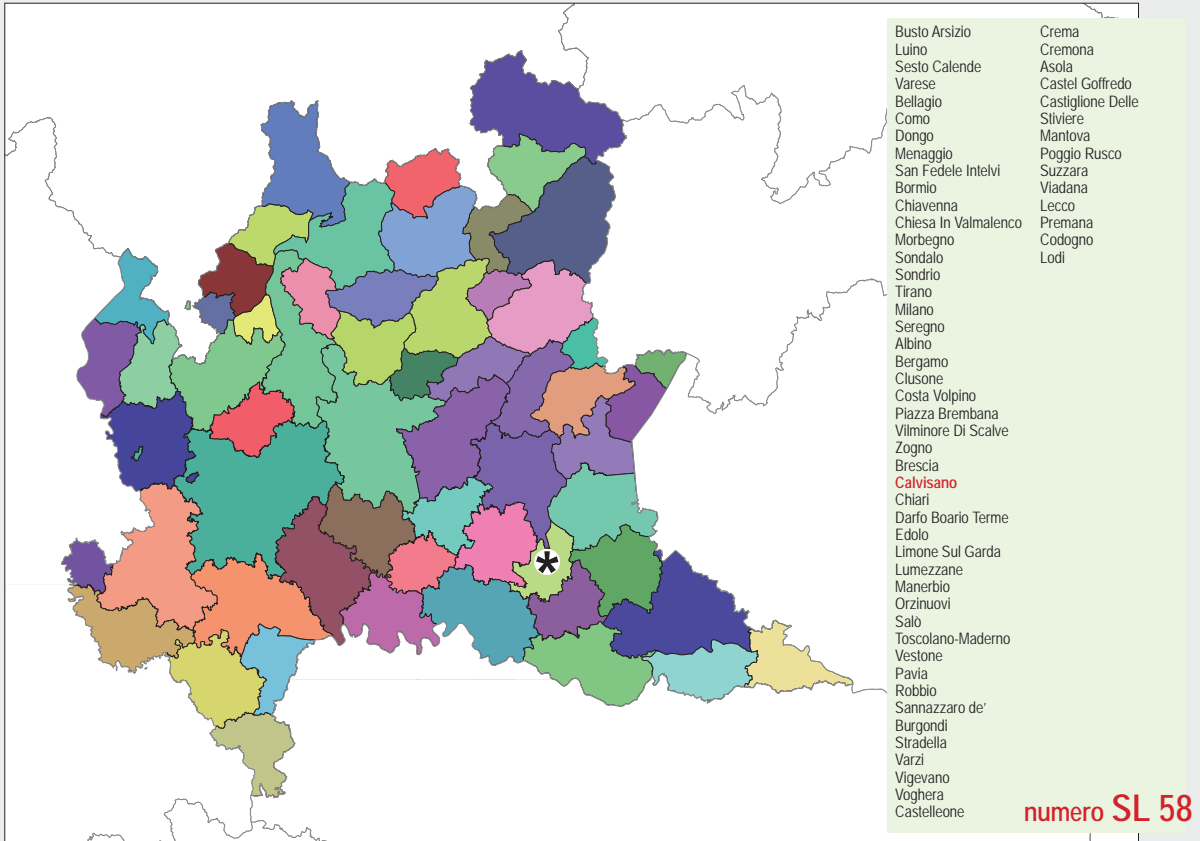 Busto Arsizio
Luino
Sesto Calende
Varese
Bellagio
Como
Dongo
Menaggio
San Fedele Intelvi
Bormio
Chiavenna
Chiesa In Valmalenco
Morbegno
Sondalo
Sondrio
Tirano
Milano
Seregno
Albino
Bergamo
Clusone
Costa Volpino
Piazza Brembana
Vilminore Di Scalve
Zogno
Brescia
Calvisano
Chiari
Darfo Boario Terme
Edolo
Limone Sul Garda
Lumezzane
Manerbio
Orzinuovi
Salò
Toscolano-Maderno
Vestone
Pavia
Robbio
Sannazzaro de'
Burgondi
Stradella
Varzi
Vigevano
Voghera
Castelleone
Crema
Cremona
Asola
Castel Goffredo
Castiglione Delle
Stiviere
Mantova
Poggio Rusco
Suzzara
Viadana
Lecco
Premana
Codogno
Lodi
numero SL 58
*